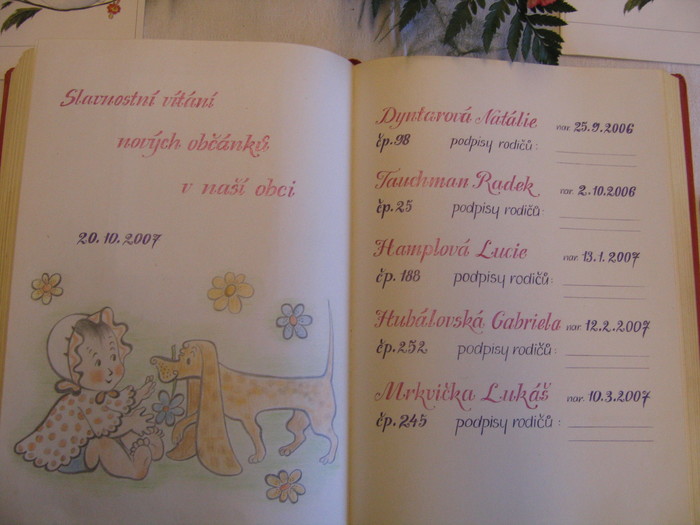 Slavnostní vítání
nových občánků
v naší obci
20.10.2007
Dyntarová Natálie nar. 25.9.2006
čp.98 podpisy rodičů:
Tauchman Radek nar. 2.10.2006
čp.25 podpisy rodičů:
Hamplová Lucie nar. 13.1.2007
čp. 188 podpisy rodičů:
Hubálovská Gabriela nar. 12.2.2007
čp.252 podpisy rodičů:
Mrkvička Lukáš nar. 10.3.2007
čp.245 podpisy rodičů: